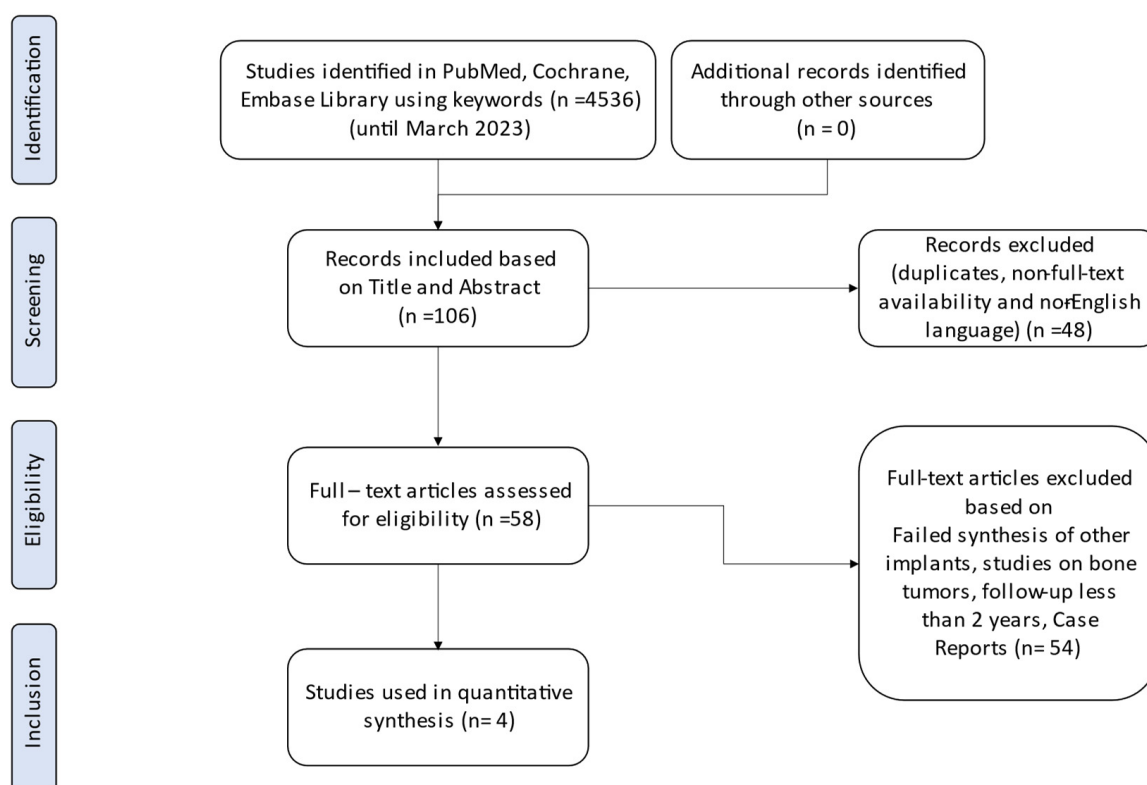 Identification
Studies identified in PubMed, Cochrane,
Embase Library using keywords (n =4536)
(until March 2023)
Additional records identified
through other sources
(n = 0)
Screening
Records included based
on Title and Abstract
(n =106)
Records excluded
(duplicates, non-full-text
availability and non-English
language) (n =48)
Eligibility
Full – text articles assessed
for eligibility (n =58)
Full-text articles excluded
based on
Failed synthesis of other
implants, studies on bone
tumors, follow-up less
than 2 years, Case
Reports (n= 54)
Inclusion
Studies used in quantitative
synthesis (n= 4)